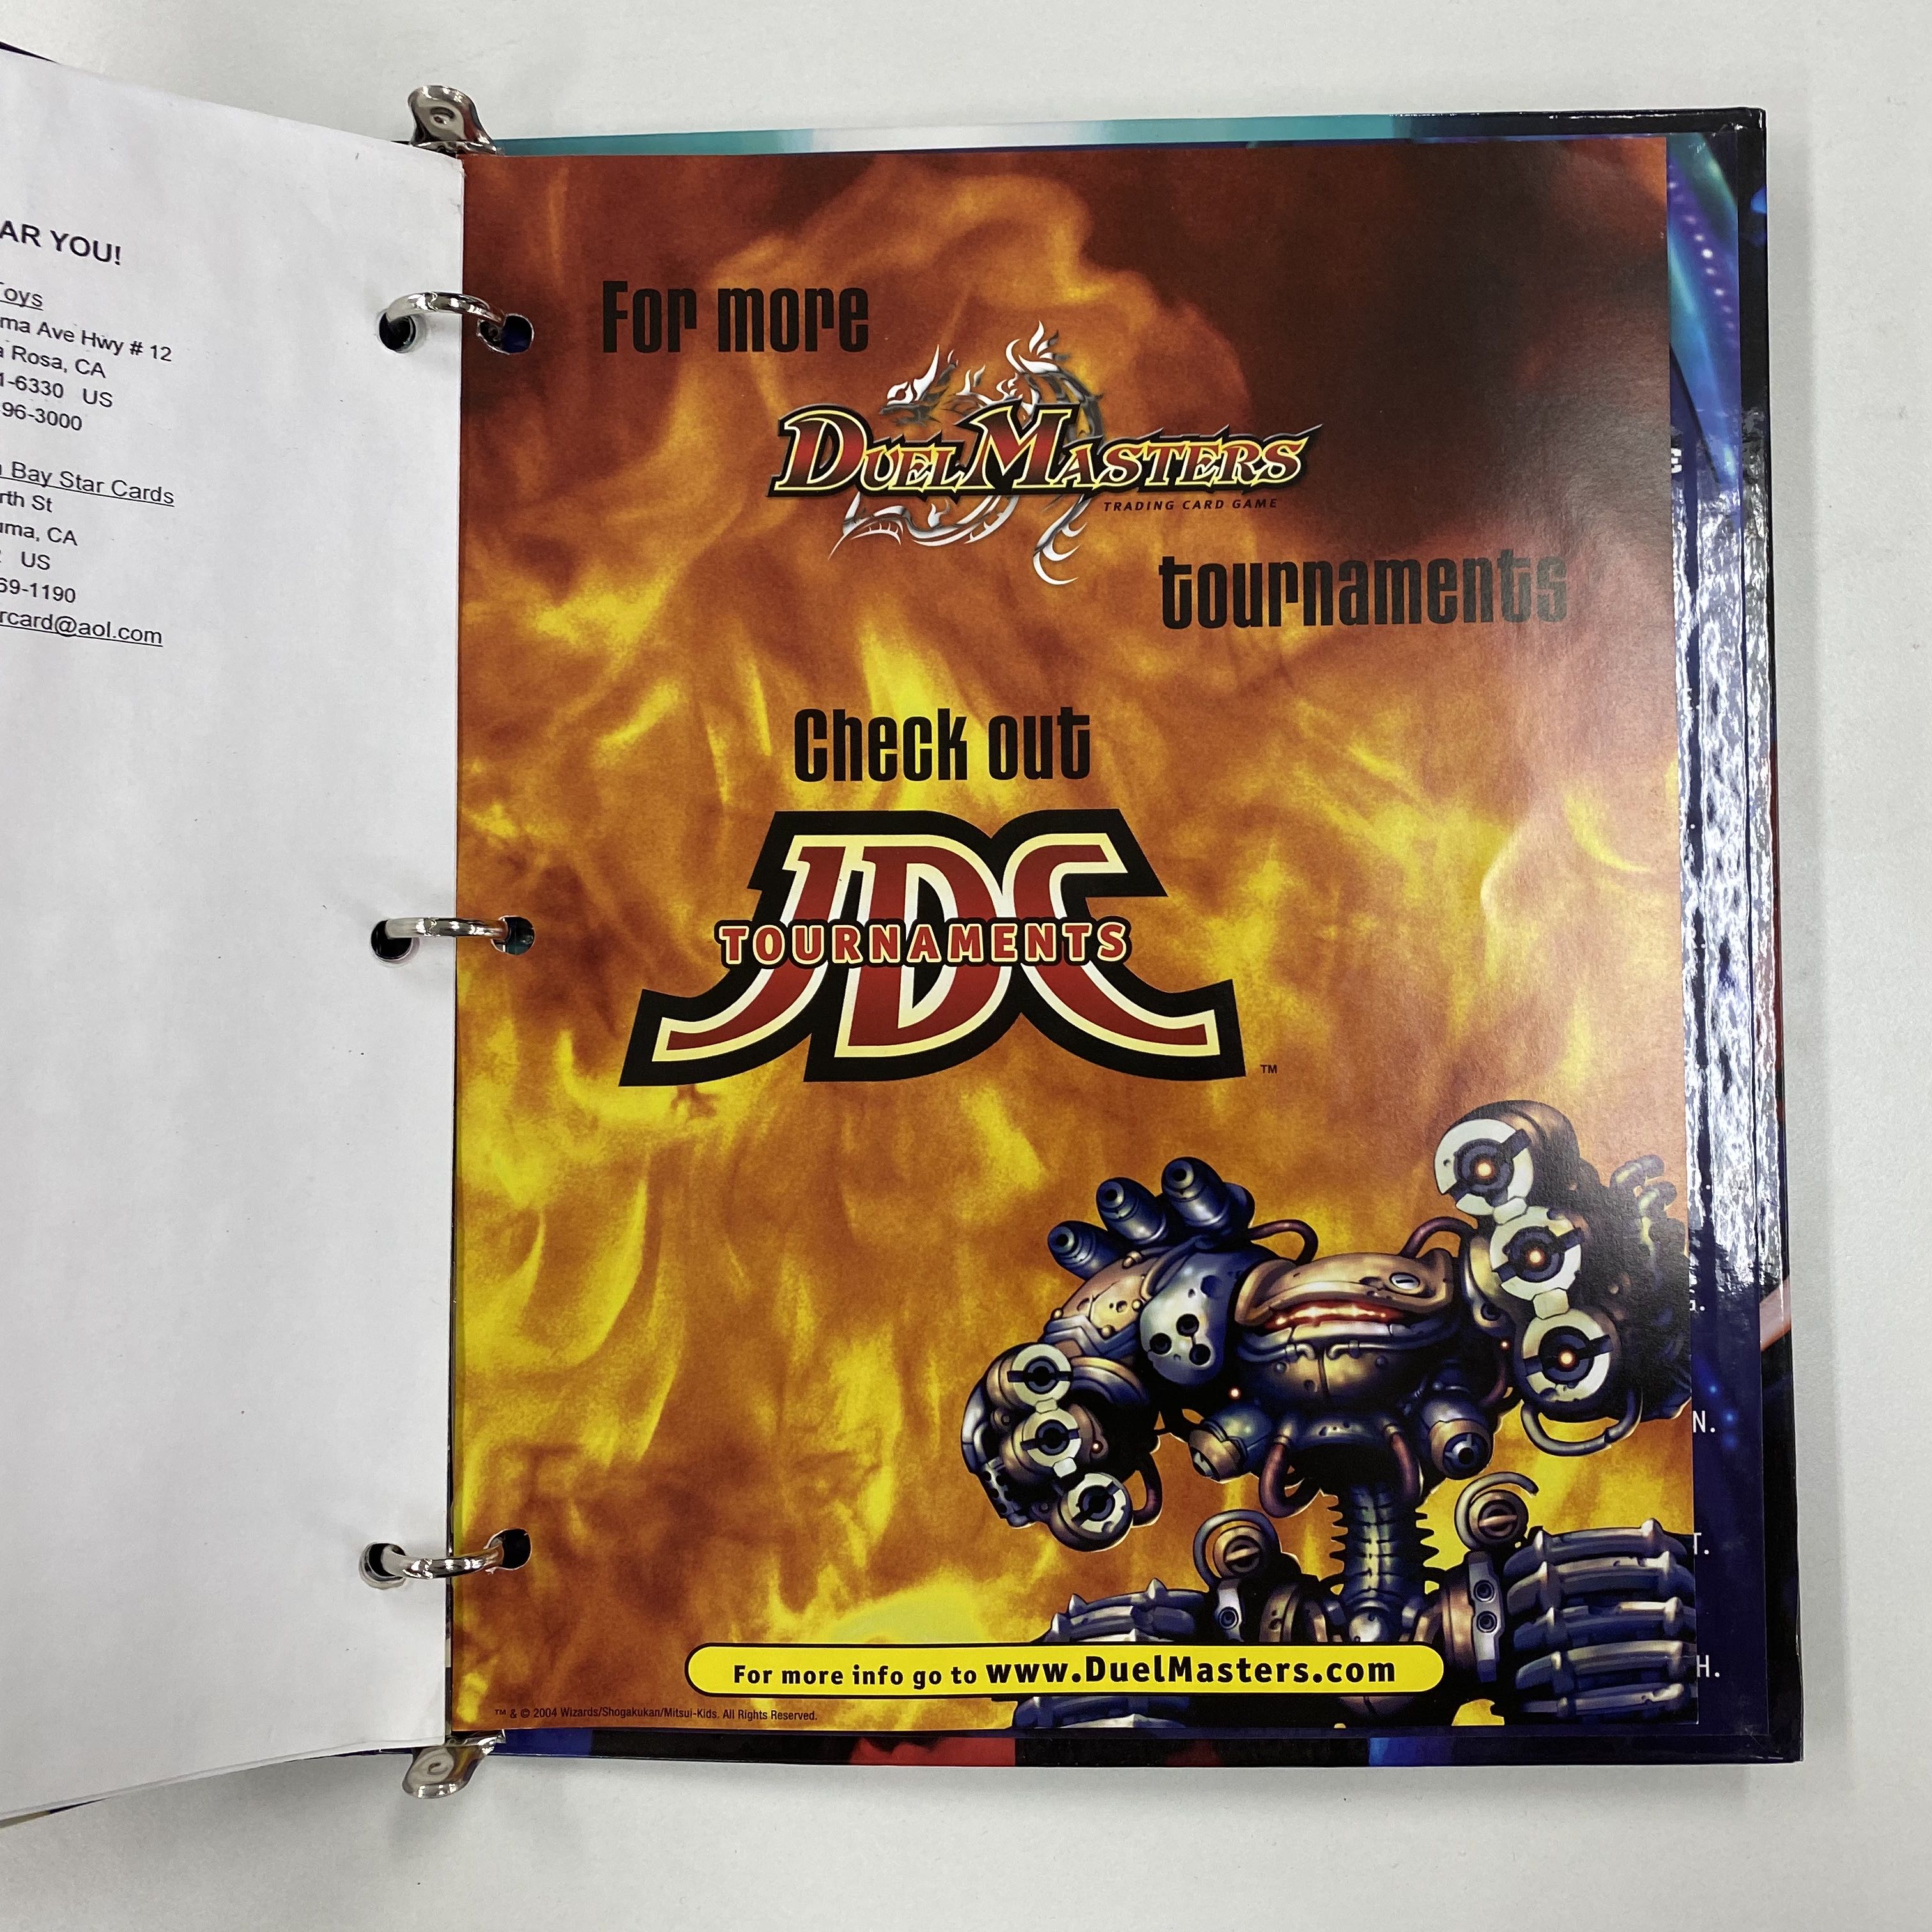 AR YOU!
Toys
ma Ave Hwy # 12
a Rosa, CA
1-6330 US
96-3000
Bay Star Cards
rth St
uma, CA
US
69-1190
rcard@aol.com
For more
DUEL MASTERS
TRADING CARD GAME
tournaments
Check out
JDC
TOURNAMENTS
TM
For more info go to www.DuelMasters.com
™ & © 2004 Wizards/Shogakukan/Mitsui-Kids. All Rights Reserved.
G.
N.
T.
H.